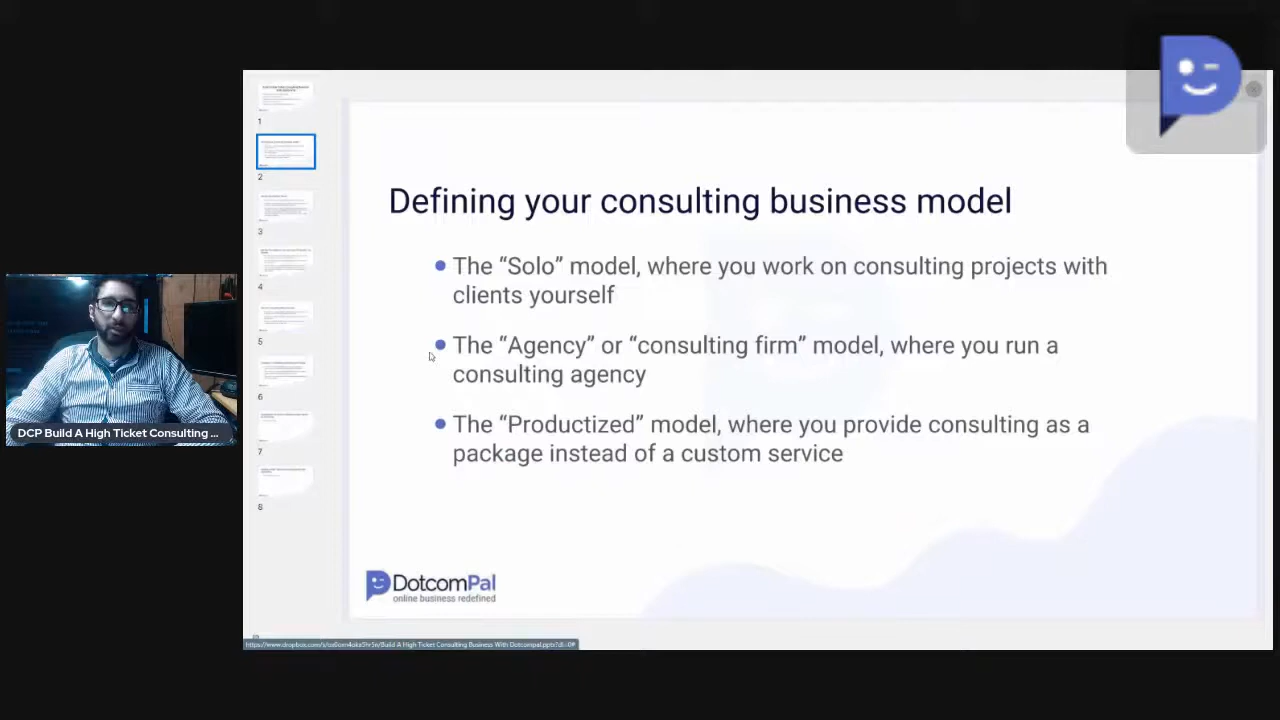 Defining your consulting business model
The “Solo” model, where you work on consulting projects with
clients yourself
The “Agency” or “consulting firm” model, where you run a
consulting agency
The “Productized” model, where you provide consulting as a
package instead of a custom service
DotcomPal
online business redefined
DCP Build A High Ticket Consulting ...
1
2
3
4
5
6
7
8